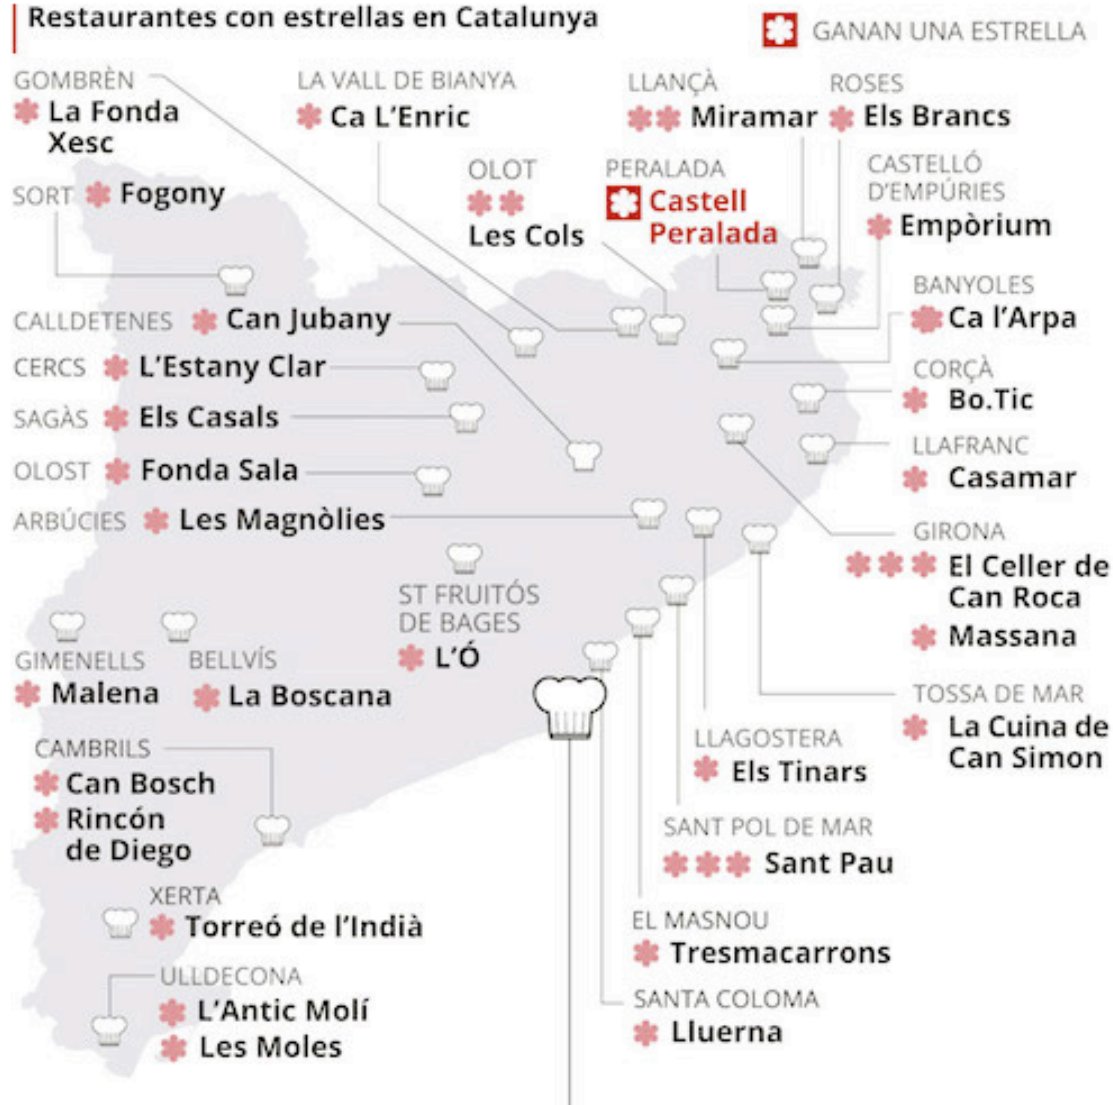 Restaurantes con estrellas en Catalunya
GANAN UNA ESTRELLA
GOMBRÈN
La Fonda
Xesc
LA VALL DE BIANYA
Ca L'Enric
LLANÇÀ
Miramar
ROSES
Els Brancs
SORT Fogony
OLOT
Les Cols
PERALADA
Castell
Peralada
CASTELLÓ
D'EMPÚRIES
Empòrium
CALLDETENES Can Jubany
BANYOLES
Ca l'Arpa
CERCS L'Estany Clar
CORÇÀ
Bo.Tic
SAGÀS Els Casals
LLAFRANC
Casamar
OLOST Fonda Sala
ARBÚCIES Les Magnòlies
GIRONA
El Celler de
Can Roca
Massana
ST FRUITÓS
DE BAGES
L'Ó
GIMENELLS
Malena
BELLVÍS
La Boscana
TOSSA DE MAR
La Cuina de
Can Simon
CAMBRILS
Can Bosch
Rincón
de Diego
LLAGOSTERA
Els Tinars
SANT POL DE MAR
Sant Pau
XERTA
Torreó de l'Indià
EL MASNOU
Tresmacarrons
ULLDECONA
L'Antic Molí
Les Moles
SANTA COLOMA
Lluerna